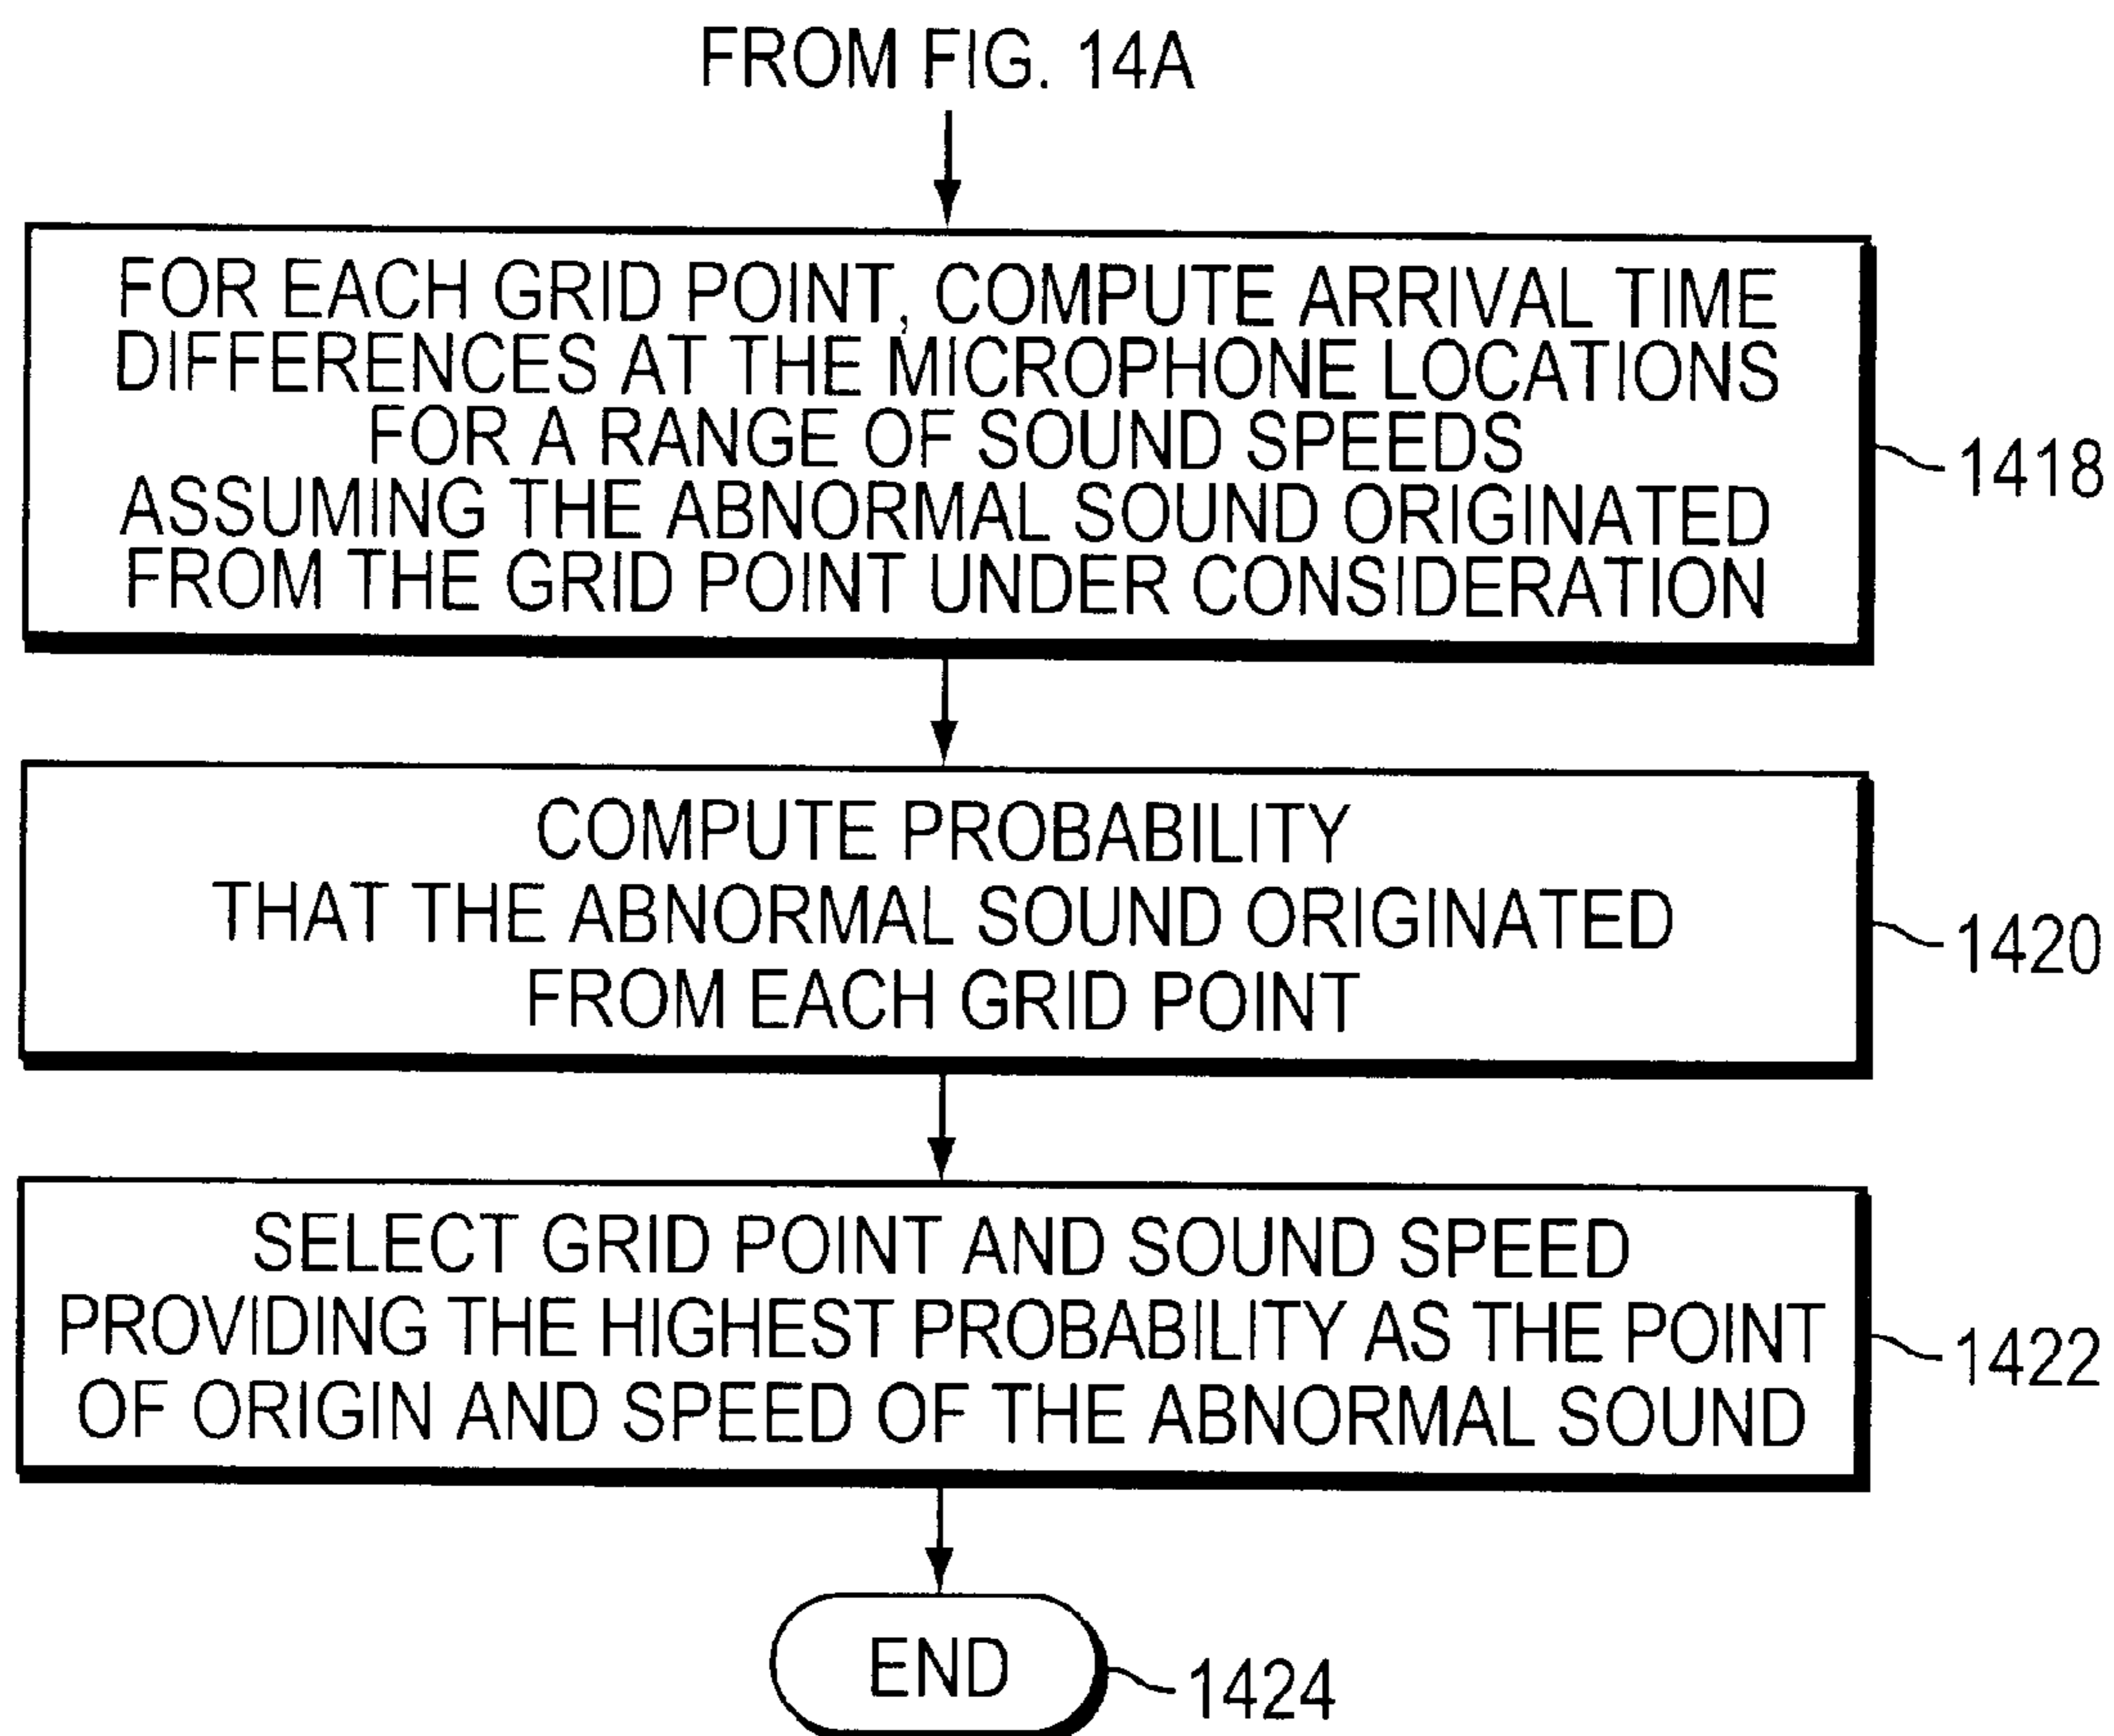 FROM FIG. 14A
FOR EACH GRID POINT, COMPUTE ARRIVAL TIME
DIFFERENCES AT THE MICROPHONE LOCATIONS
FOR A RANGE OF SOUND SPEEDS
ASSUMING THE ABNORMAL SOUND ORIGINATED
FROM THE GRID POINT UNDER CONSIDERATION
1418
COMPUTE PROBABILITY
THAT THE ABNORMAL SOUND ORIGINATED
FROM EACH GRID POINT
1420
SELECT GRID POINT AND SOUND SPEED
PROVIDING THE HIGHEST PROBABILITY AS THE POINT
OF ORIGIN AND SPEED OF THE ABNORMAL SOUND
1422
END
1424